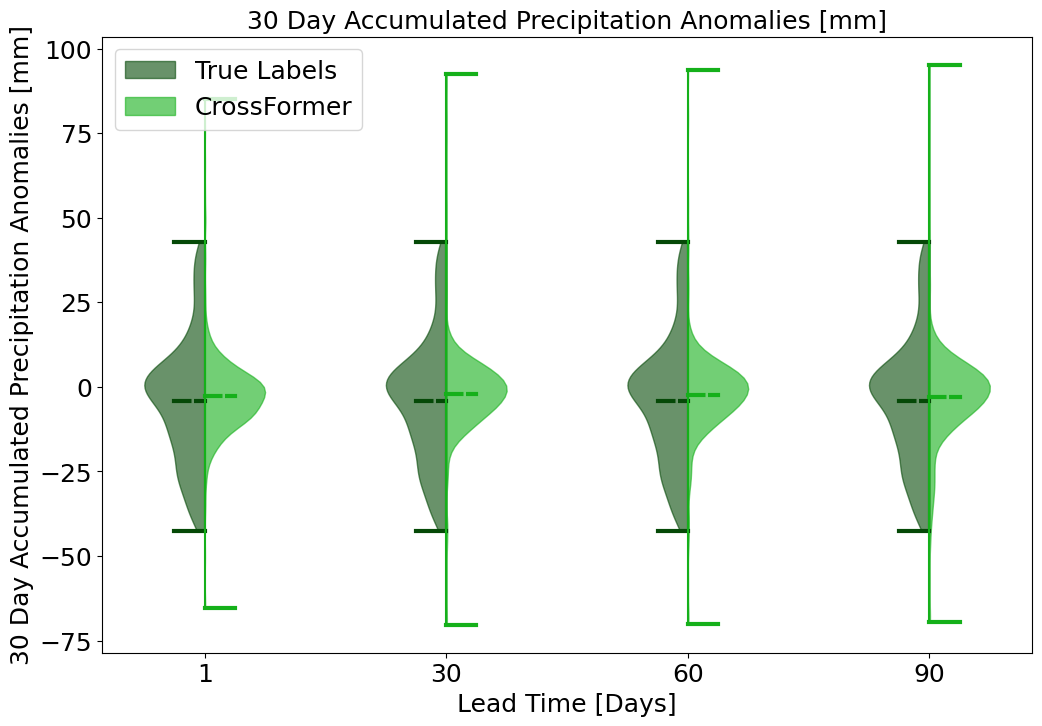 30 Day Accumulated Precipitation Anomalies [mm]
30 Day Accumulated Precipitation Anomalies [mm]
100
75
50
25
0
−25
−50
−75
True Labels
CrossFormer
1 30 60 90
Lead Time [Days]